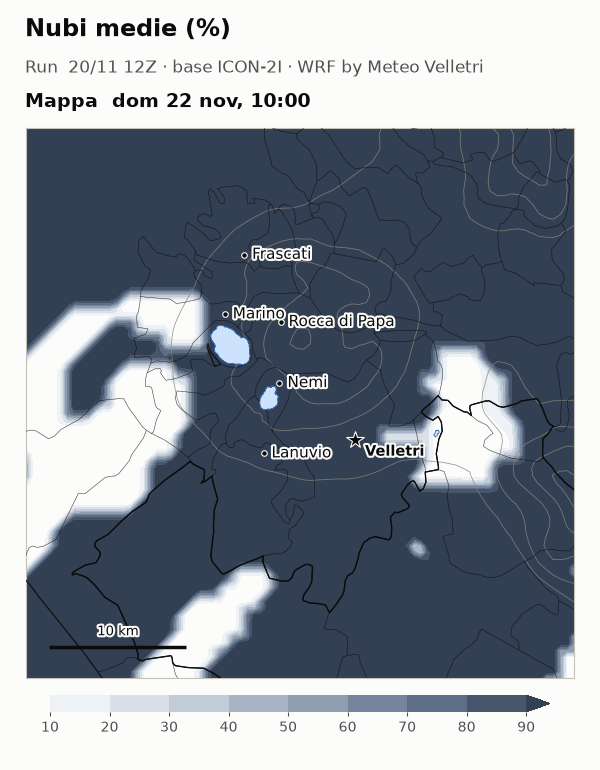 Nubi medie (%)
Run  20/11 12Z · base ICON-2I · WRF by Meteo Velletri
Mappa  dom 22 nov, 10:00
Frascati
Marino
Rocca di Papa
Nemi
Velletri
Lanuvio
10 km
10 20 30 40 50 60 70 80 90